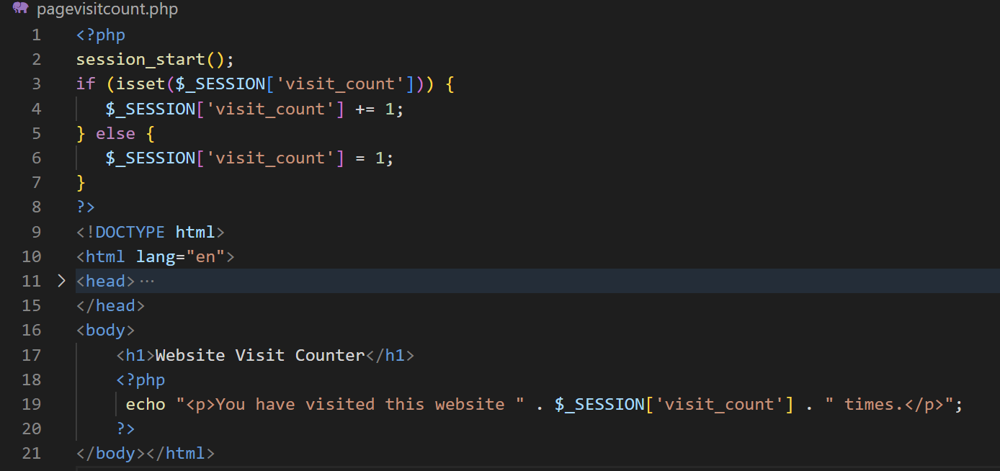 pagevisitcount.php
1 <?php
2 session_start();
3 if (isset($_SESSION['visit_count'])) {
4 $_SESSION['visit_count'] += 1;
5 } else {
6 $_SESSION['visit_count'] = 1;
7 }
8 ?>
9 <!DOCTYPE html>
10 <html lang="en">
11 <head> ···
15 </head>
16 <body>
17 <h1>Website Visit Counter</h1>
18 <?php
19 echo "<p>You have visited this website " . $_SESSION['visit_count'] . " times.</p>";
20 ?>
21 </body></html>